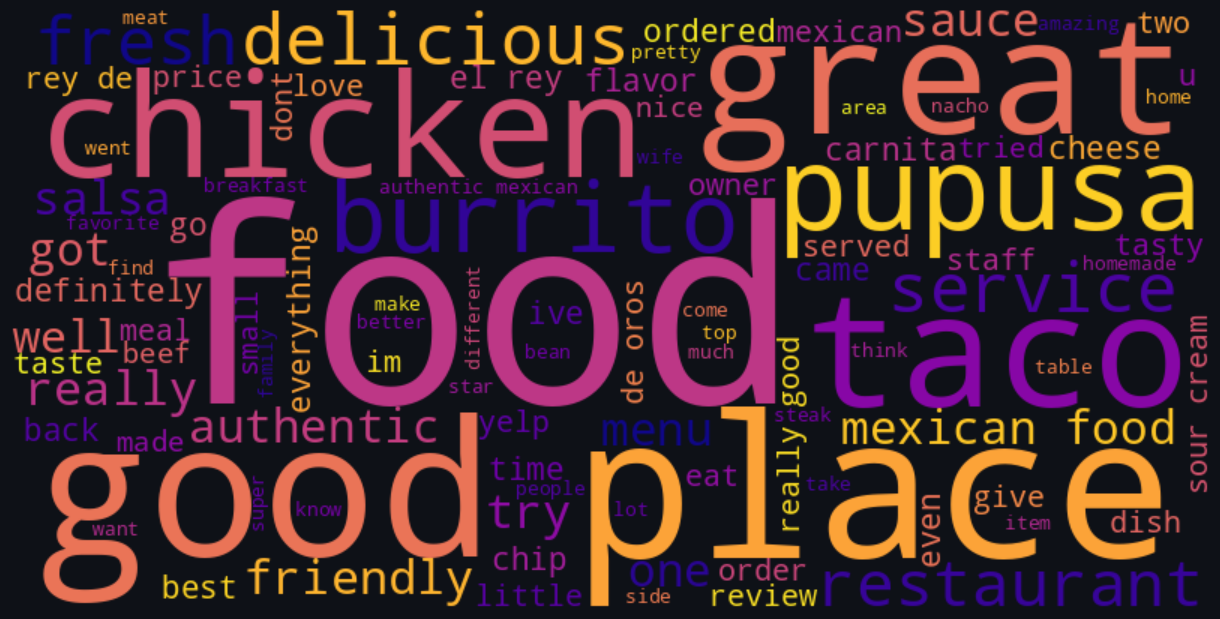 meat
fresh
delicious
ordered
mexican
sauce
amazing
two
pretty
great
rey de
price
dont
love
el rey
flavor
u
chicken
nice
area
nacho
home
went
wife
carnita
tried
cheese
breakfast
authentic mexican
owner
pupusa
salsa
favorite
burrito
go
served
tasty
got
find
food
everything
came
staff
homemade
definitely
small
make
better
different
ive
de oros
come
service
well
meal
family
im
bean
top
much
taco
think
table
sour cream
taste
beef
really
star
really good
back
made
authentic
yelp
menu
steak
mexican food
good
place
time
people
eat
take
super
know
try
lot
even
give
item
dish
want
chip
one
order
restaurant
best
friendly
little
side
review